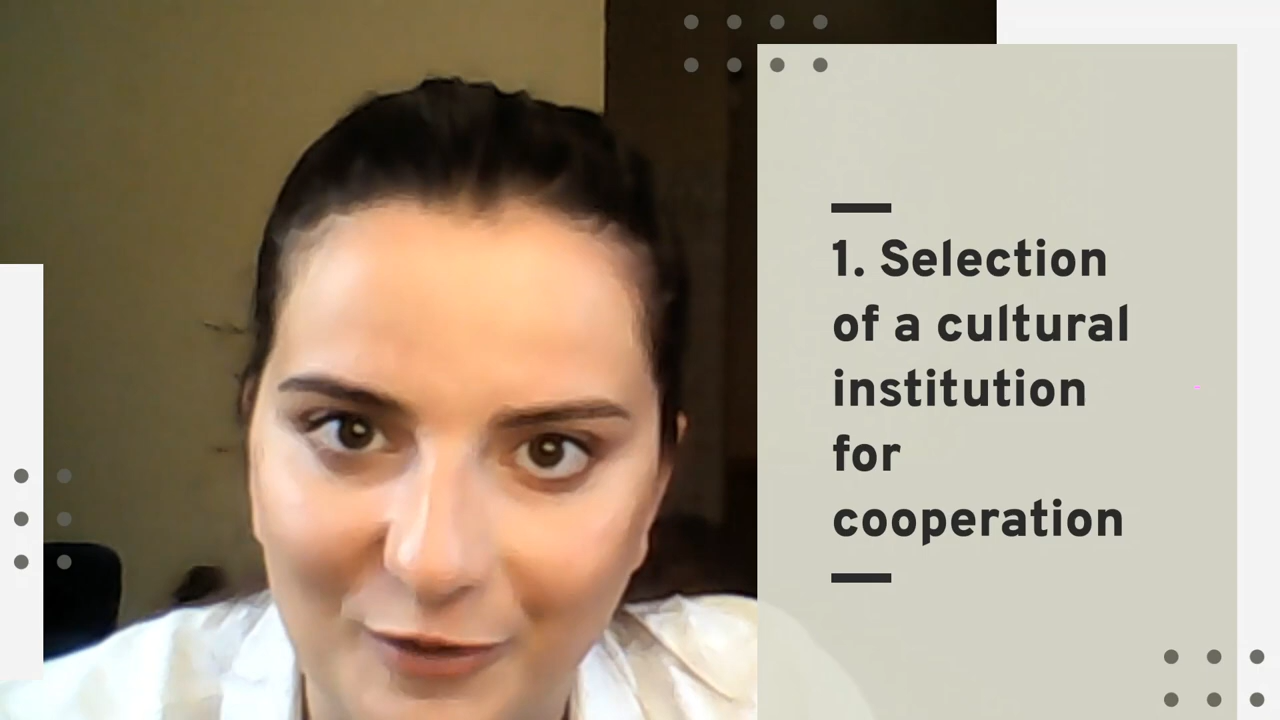 1. Selection
of a cultural
institution
for
cooperation